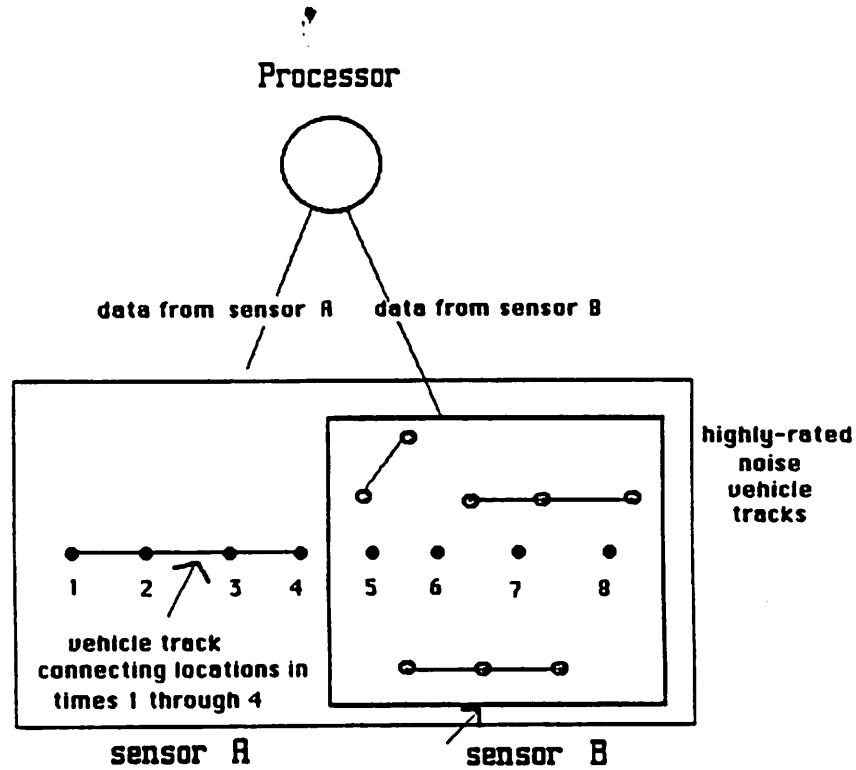 Processor
data from sensor A
data from sensor B
highly-rated
noise
vehicle
tracks
1 2 3 4 5 6 7 8
vehicle track
connecting locations in
times 1 through 4
sensor A
sensor B